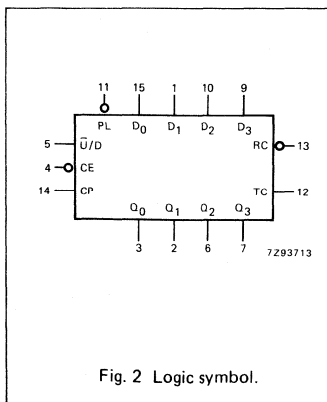 11 15 1 10 9
PL D0 D1 D2 D3
5 U̅/D RC 13
4 CE
14 CP TC 12
Q0 Q1 Q2 Q3
3 2 6 7
7Z93713
Fig. 2 Logic symbol.